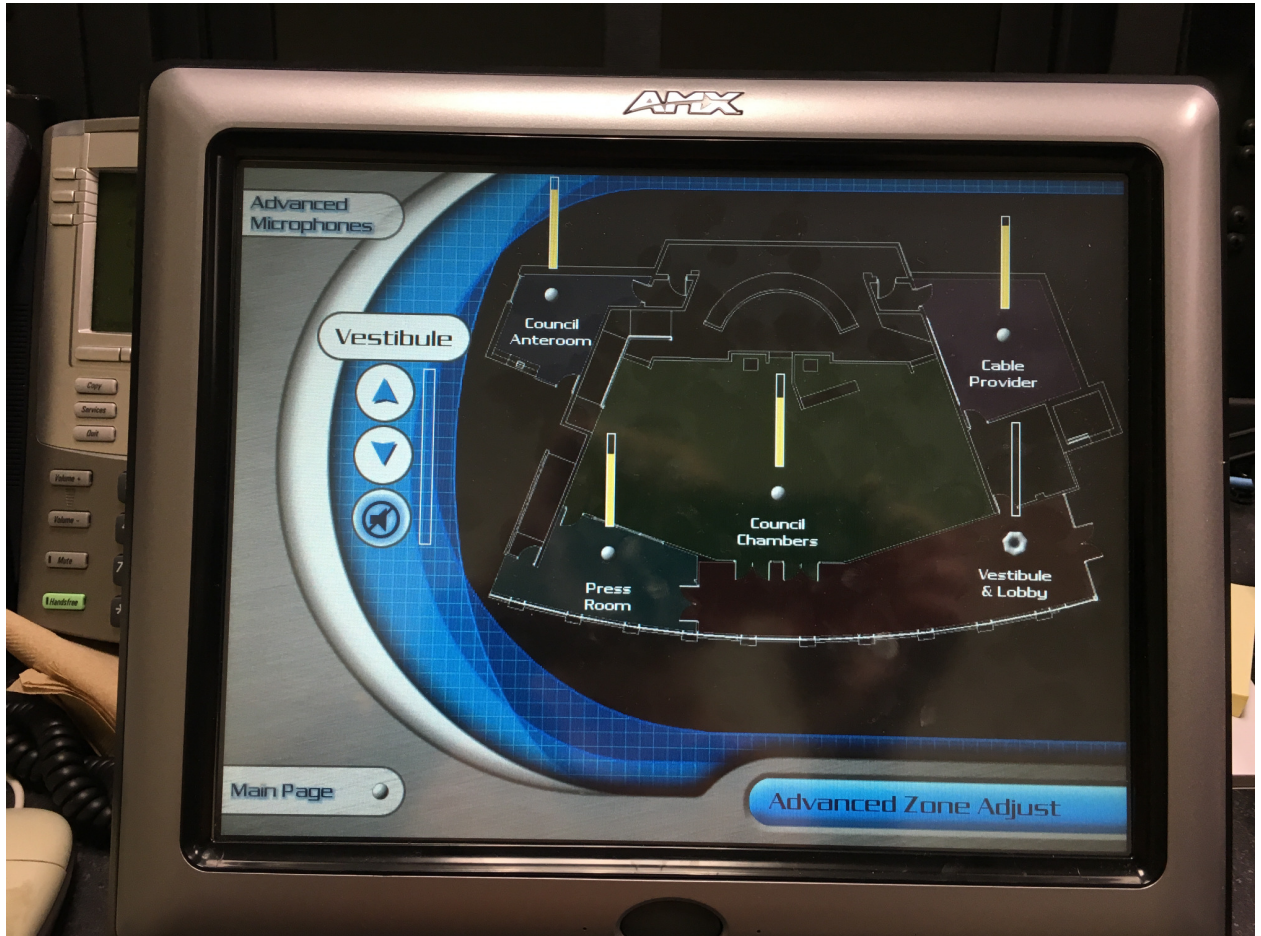 AMX
Advanced
Microphones
Vestibule
Council
Anteroom
Cable
Provider
Council
Chambers
Press
Room
Vestibule
& Lobby
Main Page
Advanced Zone Adjust
Copy
Services
Quit
Volume +
Volume -
Mute
Handsfree
7
*